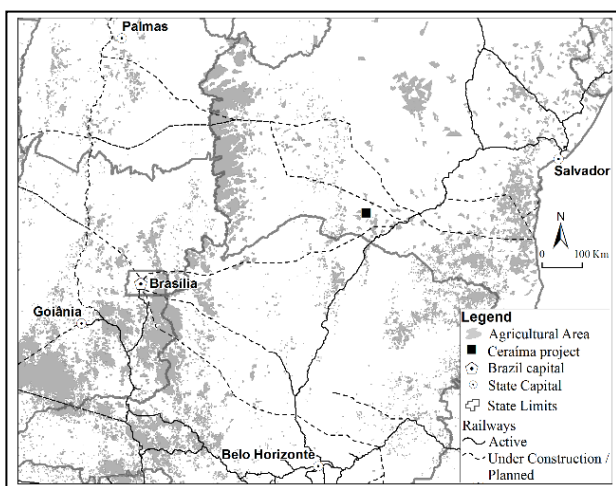 Palmas
Salvador
N
0 100 Km
Brasília
Goiânia
Belo Horizonte
Legend
Agricultural Area
Ceraíma project
Brazil capital
State Capital
State Limits
Railways
Active
Under Construction /
Planned